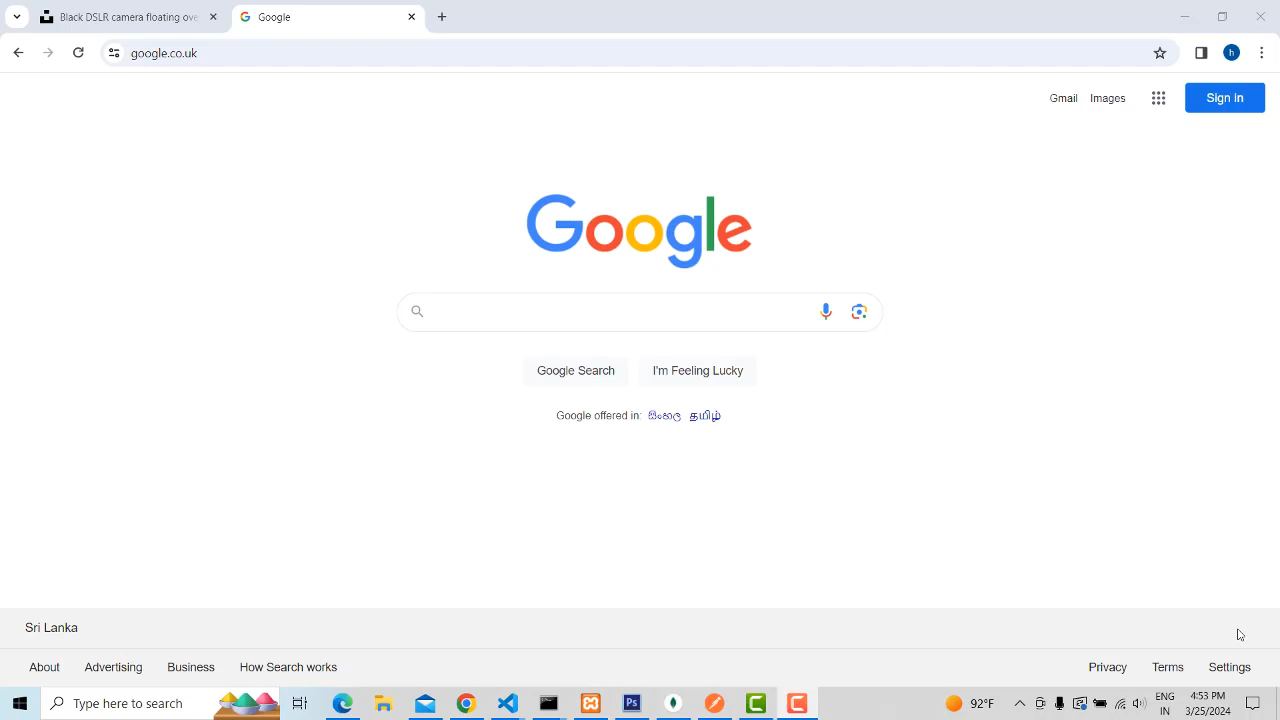 Black DSLR camera floating ove
Google
google.co.uk
h
Gmail Images
Sign in
Google
Google Search I'm Feeling Lucky
Google offered in: සිංහල தமிழ்
Sri Lanka
About Advertising Business How Search works Privacy Terms Settings
Type here to search
Ps
C
C
92°F
ENG
IN
4:53 PM
3/25/2024